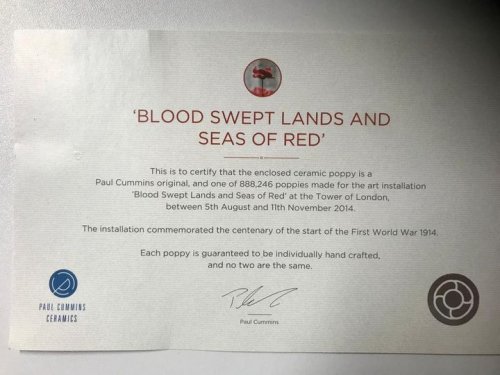 ‘BLOOD SWEPT LANDS AND
SEAS OF RED’
This is to certify that the enclosed ceramic poppy is a
Paul Cummins original, and one of 888,246 poppies made for the art installation
‘Blood Swept Lands and Seas of Red’ at the Tower of London,
between 5th August and 11th November 2014.
The installation commemorated the centenary of the start of the First World War 1914.
Each poppy is guaranteed to be individually hand crafted,
and no two are the same.
Paul Cummins
PAUL CUMMINS
CERAMICS